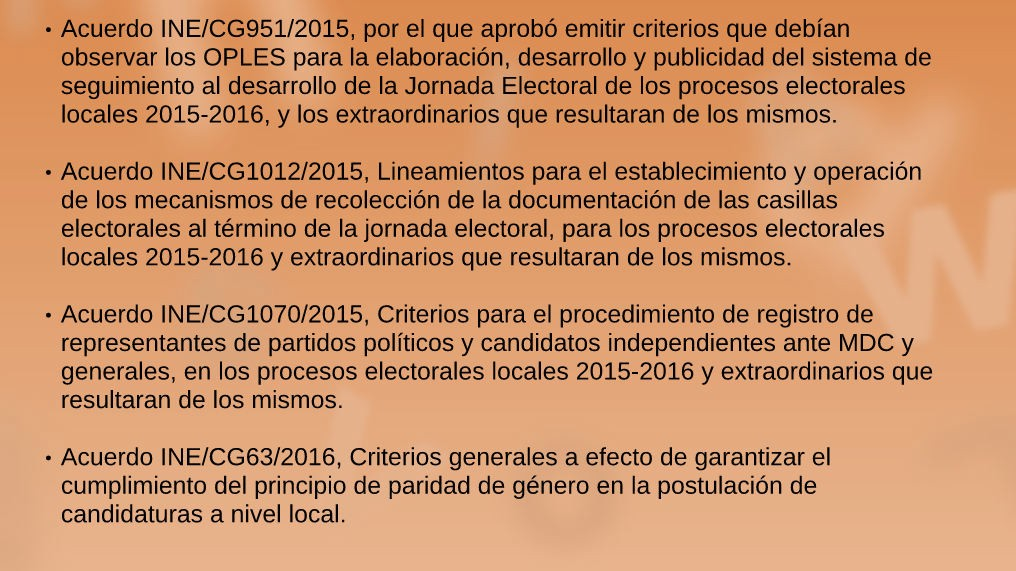 • Acuerdo INE/CG951/2015, por el que aprobó emitir criterios que debían
observar los OPLES para la elaboración, desarrollo y publicidad del sistema de
seguimiento al desarrollo de la Jornada Electoral de los procesos electorales
locales 2015-2016, y los extraordinarios que resultaran de los mismos.
• Acuerdo INE/CG1012/2015, Lineamientos para el establecimiento y operación
de los mecanismos de recolección de la documentación de las casillas
electorales al término de la jornada electoral, para los procesos electorales
locales 2015-2016 y extraordinarios que resultaran de los mismos.
• Acuerdo INE/CG1070/2015, Criterios para el procedimiento de registro de
representantes de partidos políticos y candidatos independientes ante MDC y
generales, en los procesos electorales locales 2015-2016 y extraordinarios que
resultaran de los mismos.
• Acuerdo INE/CG63/2016, Criterios generales a efecto de garantizar el
cumplimiento del principio de paridad de género en la postulación de
candidaturas a nivel local.